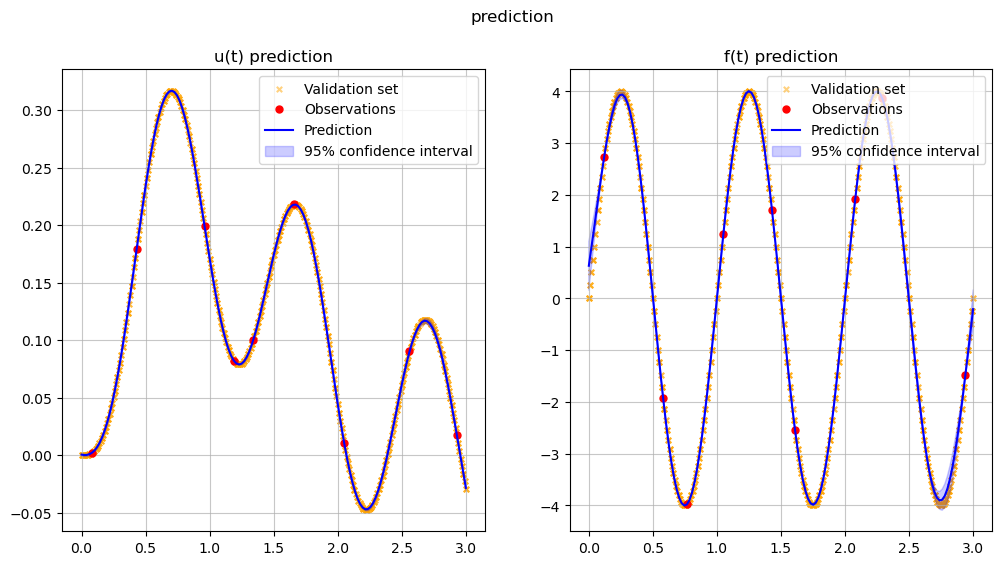 prediction
u(t) prediction
Validation set
Observations
Prediction
95% confidence interval
0.30
0.25
0.20
0.15
0.10
0.05
0.00
−0.05
0.0 0.5 1.0 1.5 2.0 2.5 3.0
f(t) prediction
Validation set
Observations
Prediction
95% confidence interval
4
3
2
1
0
−1
−2
−3
−4
0.0 0.5 1.0 1.5 2.0 2.5 3.0